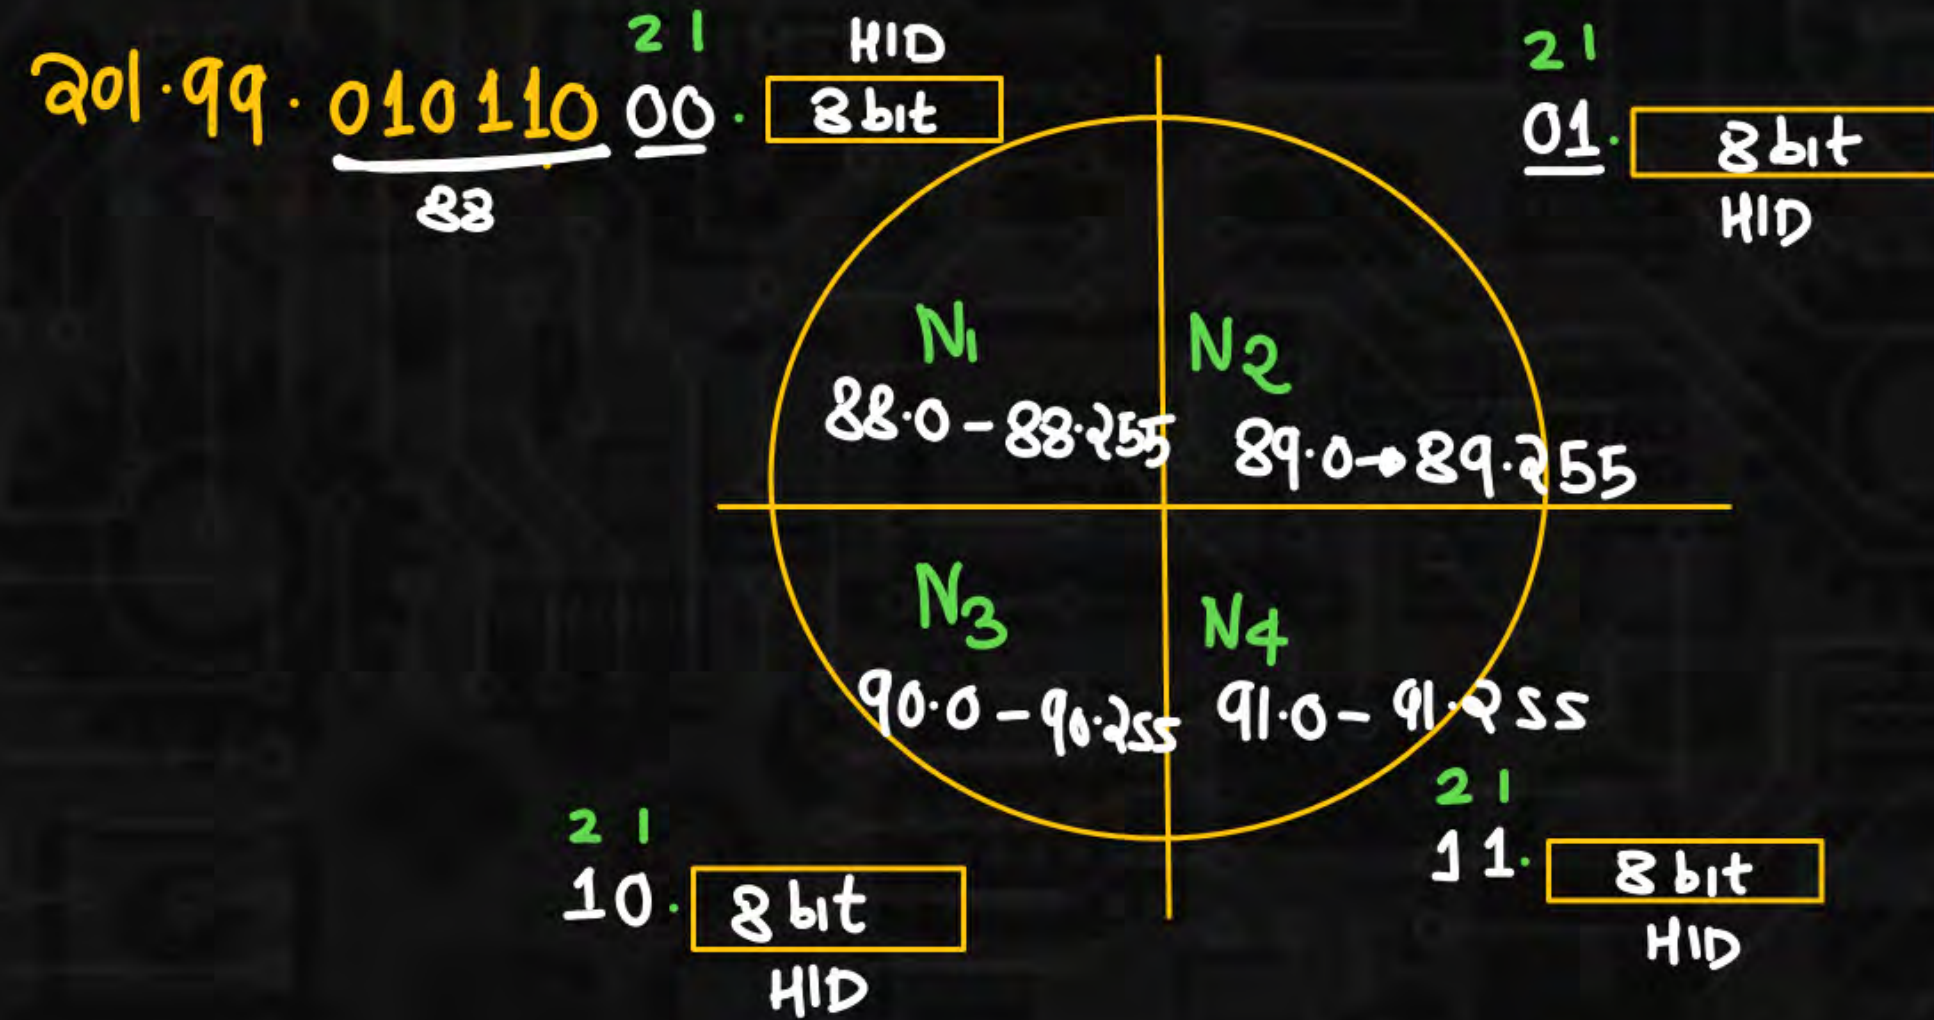 21 HID
201.99.01011000. 8bit
88
21
01. 8bit
HID
N1
88.0-88.255
N2
89.0→89.255
N3
90.0-90.255
N4
91.0-91.255
21
10. 8bit
HID
21
11. 8bit
HID